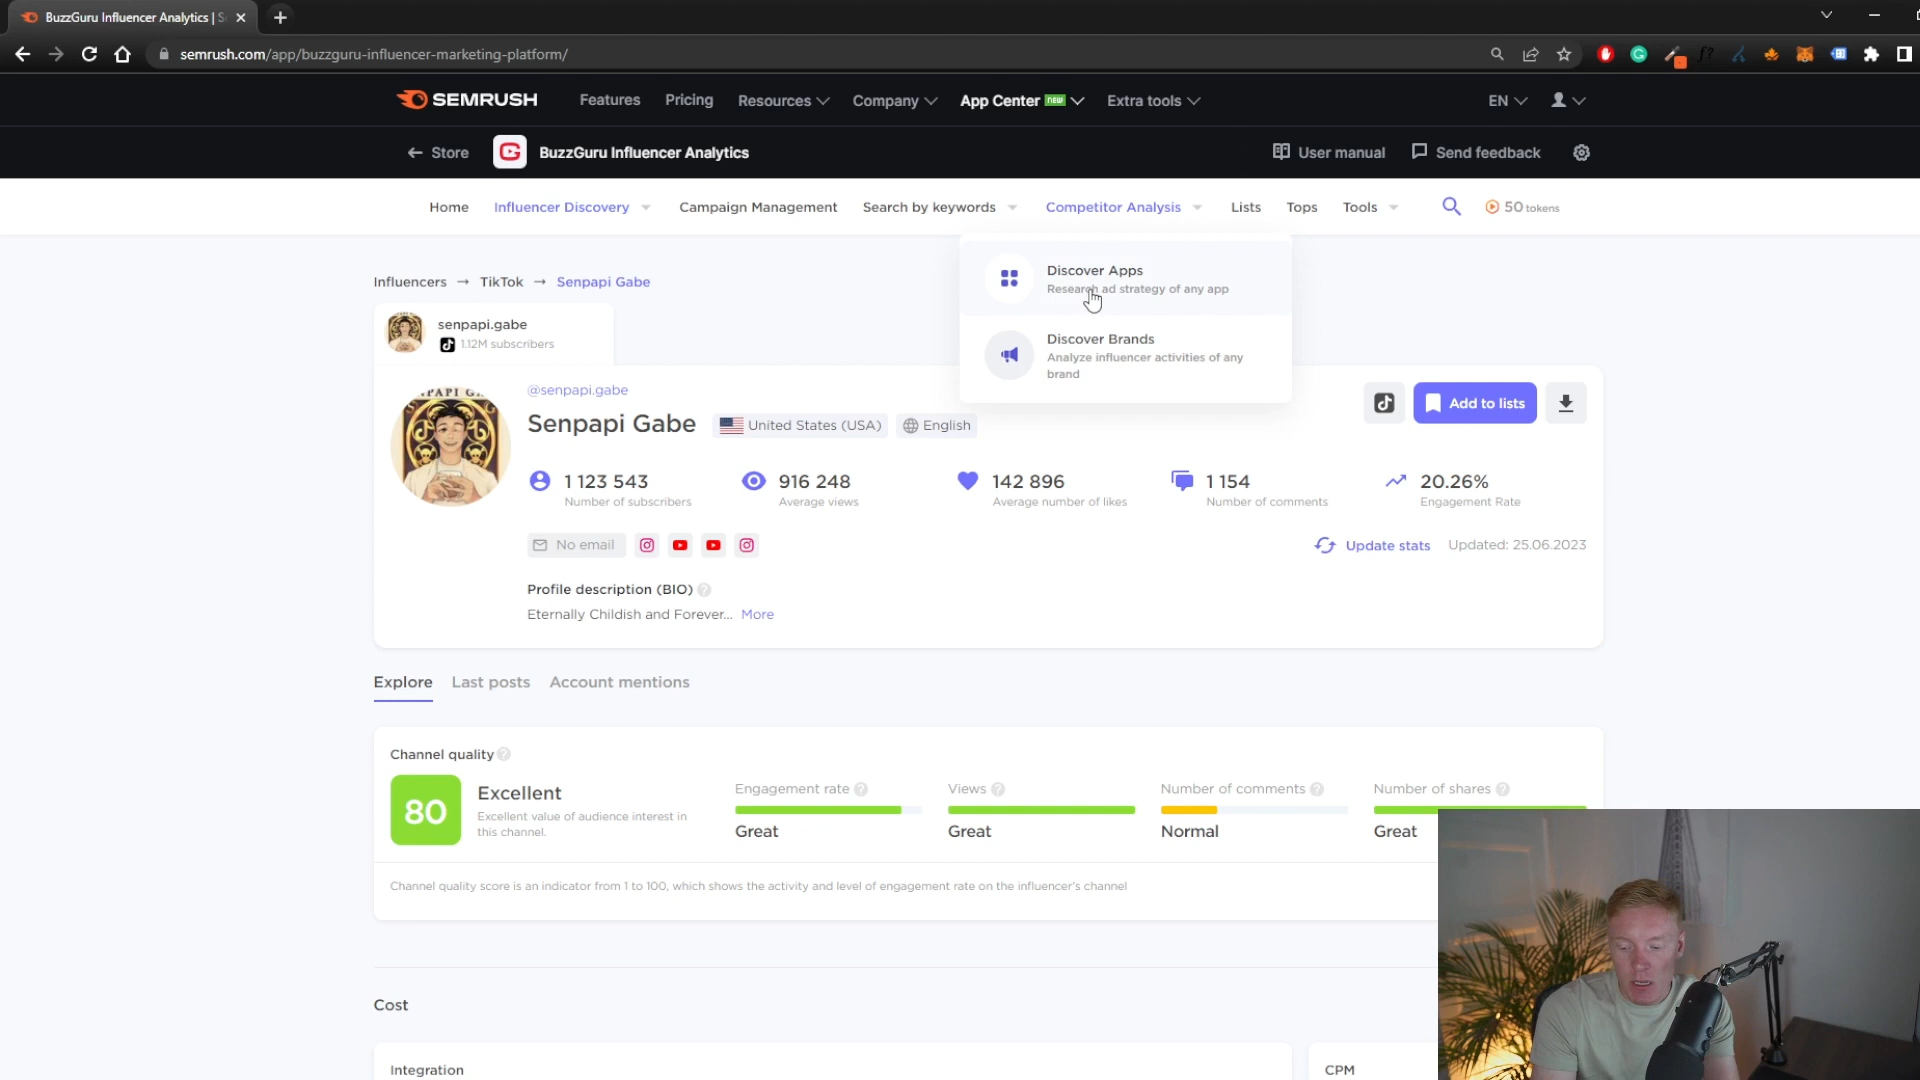 BuzzGuru Influencer Analytics | S
semrush.com/app/buzzguru-influencer-marketing-platform/
SEMRUSH
Features
Pricing
Resources
Company
App Center new
Extra tools
EN
Store
BuzzGuru Influencer Analytics
User manual
Send feedback
Home
Influencer Discovery
Campaign Management
Search by keywords
Competitor Analysis
Lists
Tops
Tools
50 tokens
Discover Apps
Research ad strategy of any app
Discover Brands
Analyze influencer activities of any
brand
Influencers → TikTok → Senpapi Gabe
senpapi.gabe
1.12M subscribers
@senpapi.gabe
Senpapi Gabe
United States (USA)
English
Add to lists
1 123 543
Number of subscribers
916 248
Average views
142 896
Average number of likes
1 154
Number of comments
20.26%
Engagement Rate
No email
Update stats
Updated: 25.06.2023
Profile description (BIO) ?
Eternally Childish and Forever... More
Explore
Last posts
Account mentions
Channel quality ?
80
Excellent
Excellent value of audience interest in
this channel.
Engagement rate ?
Great
Views ?
Great
Number of comments ?
Normal
Number of shares ?
Great
Channel quality score is an indicator from 1 to 100, which shows the activity and level of engagement rate on the influencer's channel
Cost
Integration
CPM